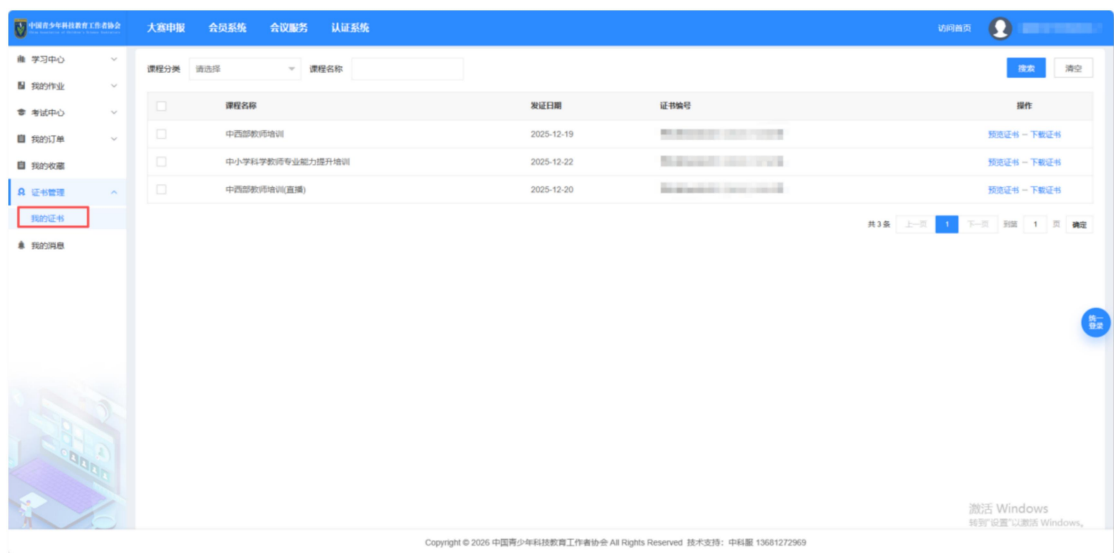 中国青少年科技教育工作者协会 大赛申报 会员系统 会议服务 认证系统 访问首页
学习中心
我的作业
考试中心
我的订单
我的收藏
证书管理
我的证书
我的消息
课程分类 请选择 课程名称 搜索 清空
课程名称 发证日期 证书编号 操作
中西部教师培训 2025-12-19 预览证书 – 下载证书
中小学科学教师专业能力提升培训 2025-12-22 预览证书 – 下载证书
中西部教师培训(直播) 2025-12-20 预览证书 – 下载证书
共 3 条 上一页 1 下一页 到第 1 页 确定
统一
登录
激活 Windows
转到"设置"以激活 Windows。
Copyright © 2026 中国青少年科技教育工作者协会 All Rights Reserved 技术支持：中科服 13681272969